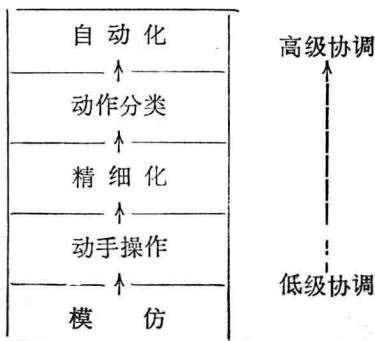 自动化
高级协调
动作分类
精细化
动手操作
低级协调
模仿